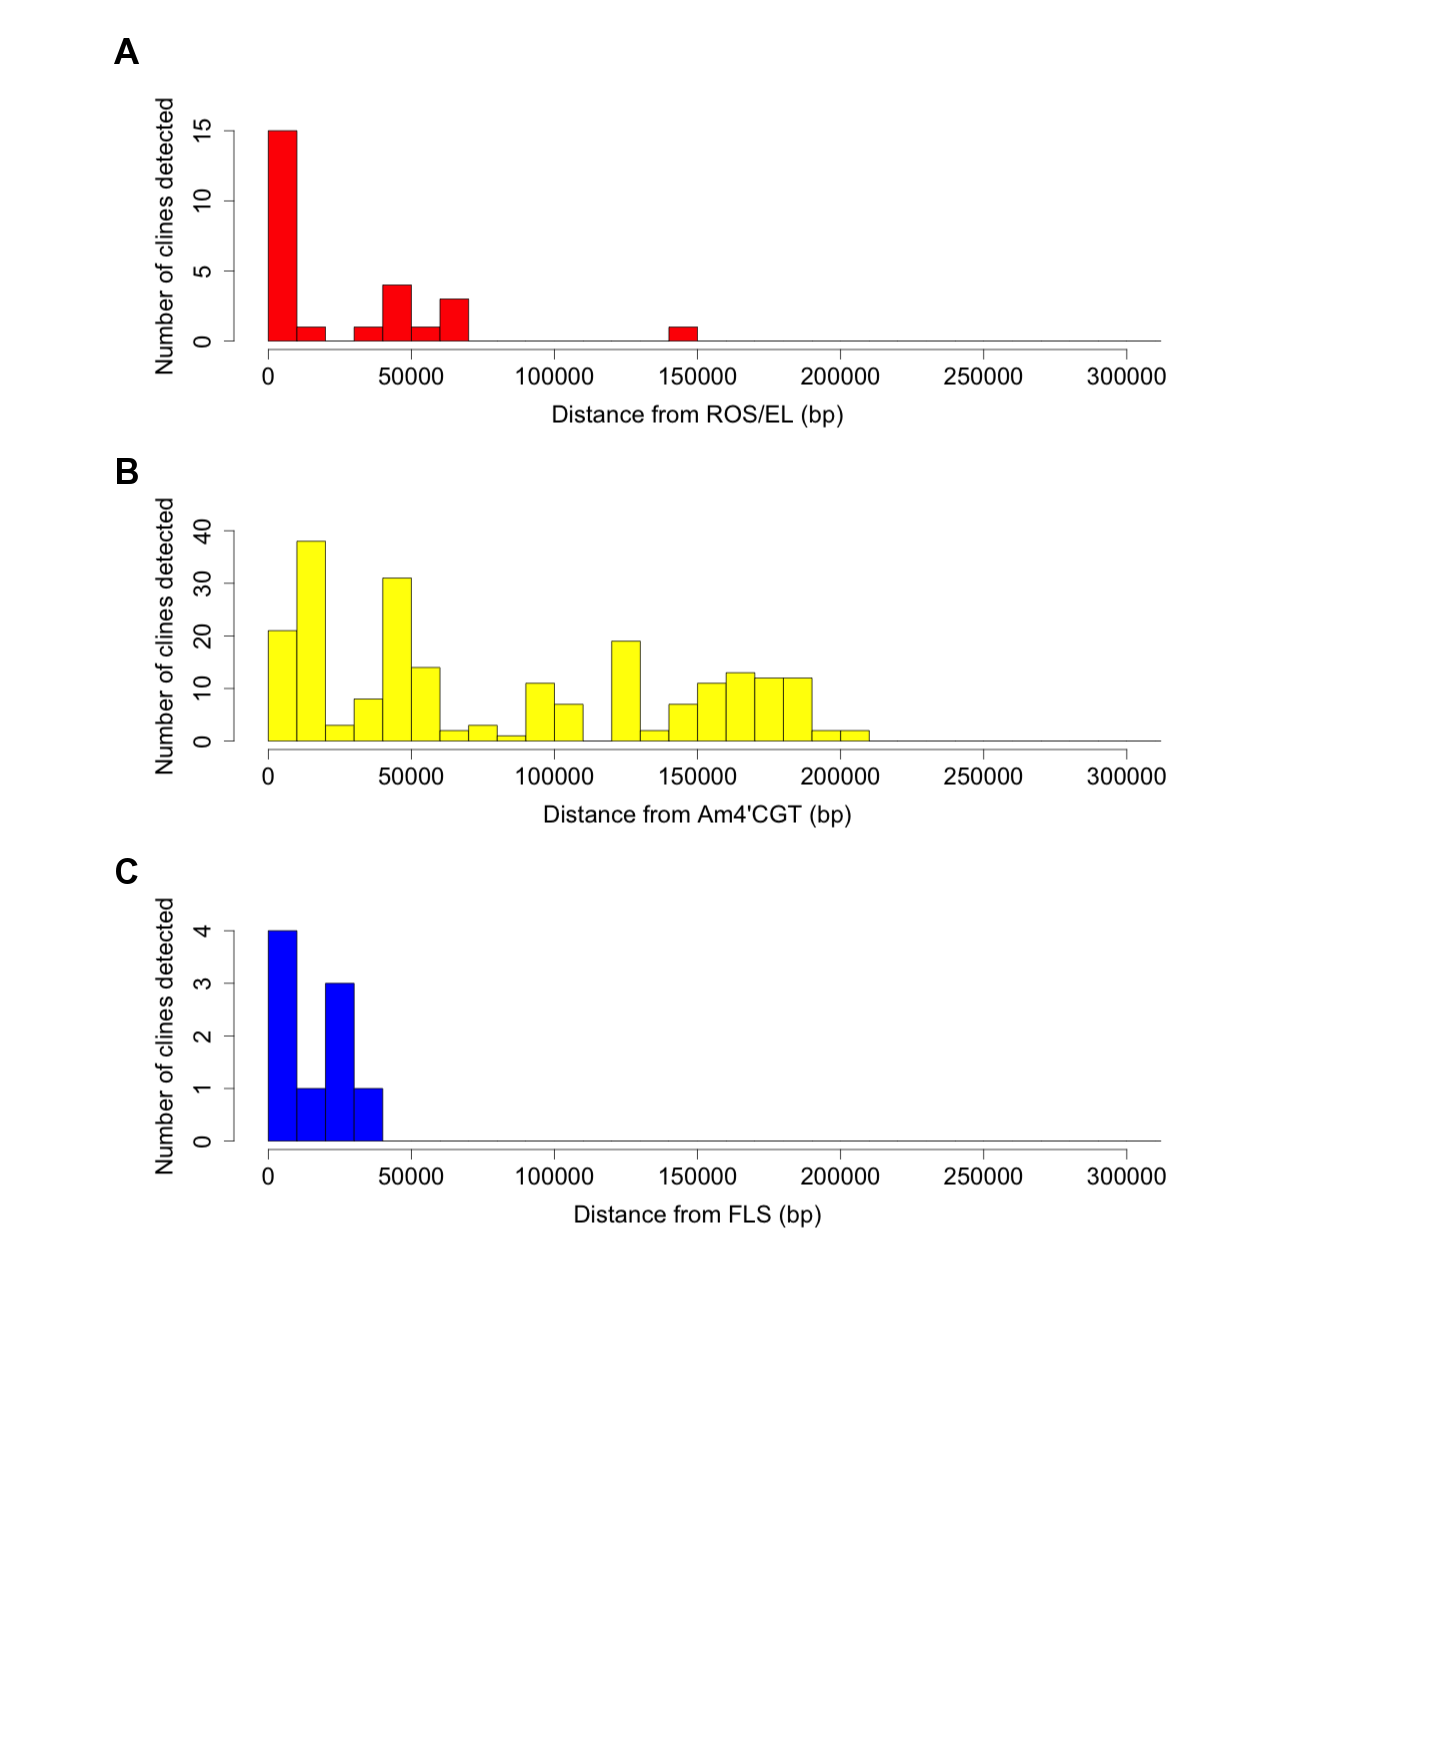 A
Number of clines detected
15
10
5
0
0 50000 100000 150000 200000 250000 300000
Distance from ROS/EL (bp)
B
Number of clines detected
40
30
20
10
0
0 50000 100000 150000 200000 250000 300000
Distance from Am4'CGT (bp)
C
Number of clines detected
4
3
2
1
0
0 50000 100000 150000 200000 250000 300000
Distance from FLS (bp)